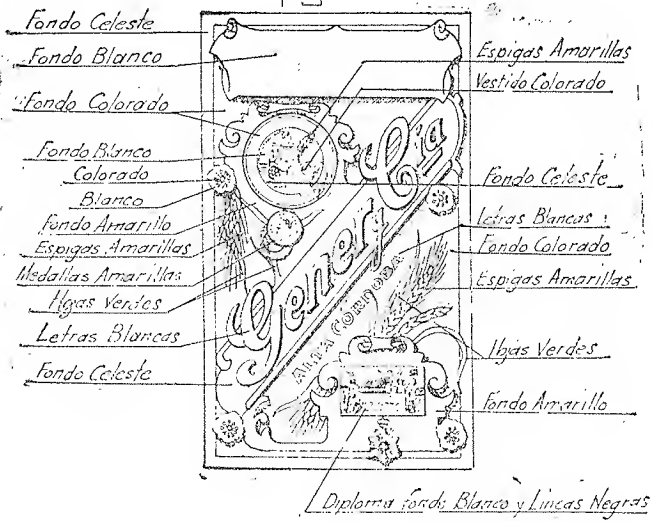 Fondo Celeste
Fondo Blanco
Fondo Colorado
Fondo Blanco
Colorado
Blanco
Fondo Amarillo
Espigas Amarillas
Medallas Amarillas
Hojas Verdes
Letras Blancas
Fondo Celeste
Genery Cia
ALTA CORDOBA
Espigas Amarillas
Vestido Colorado
Fondo Celeste
Letras Blancas
Fondo Colorado
Espigas Amarillas
Hojas Verdes
Fondo Amarillo
Diploma fondo Blanco y Lineas Negras